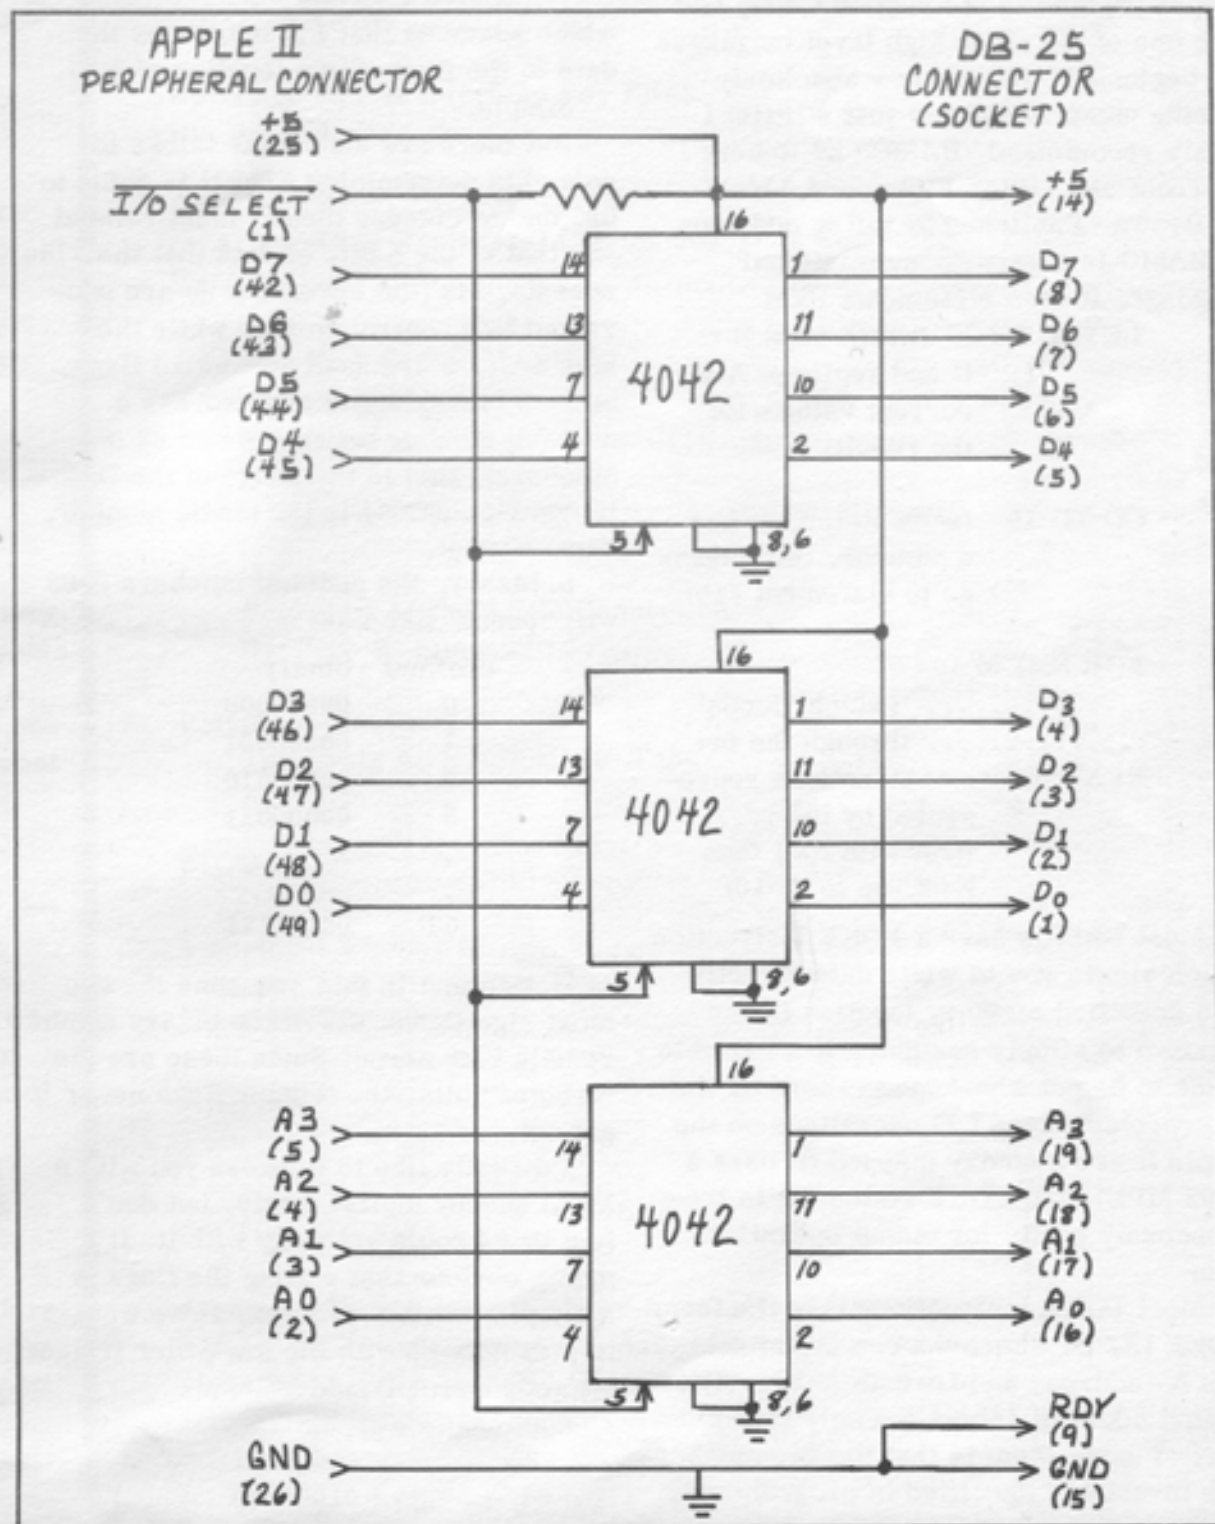 APPLE II
PERIPHERAL CONNECTOR
DB-25
CONNECTOR
(SOCKET)
+5
(25)
I/O SELECT
(1)
+5
(14)
16
D7
(42)
14
1
D7
(8)
D6
(43)
13
11
D6
(7)
4042
D5
(44)
7
10
D5
(6)
D4
(45)
4
2
D4
(5)
5
8,6
16
D3
(46)
14
1
D3
(4)
D2
(47)
13
11
D2
(3)
4042
D1
(48)
7
10
D1
(2)
D0
(49)
4
2
D0
(1)
5
8,6
16
A3
(5)
14
1
A3
(19)
A2
(4)
13
11
A2
(18)
4042
A1
(3)
7
10
A1
(17)
A0
(2)
4
2
A0
(16)
5
8,6
RDY
(9)
GND
(26)
GND
(15)